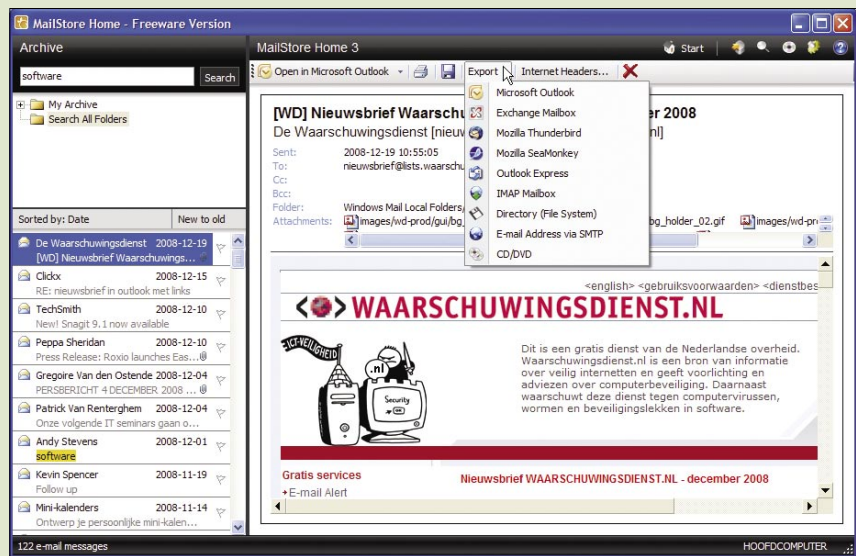 MailStore Home - Freeware Version
Archive
MailStore Home 3
Start
software
Search
Open in Microsoft Outlook
Export
Internet Headers...
My Archive
Search All Folders
Microsoft Outlook
Exchange Mailbox
Mozilla Thunderbird
Mozilla SeaMonkey
Outlook Express
IMAP Mailbox
Directory (File System)
E-mail Address via SMTP
CD/DVD
[WD] Nieuwsbrief Waarschu er 2008
De Waarschuwingsdienst [nieuw nl]
Sent: 2008-12-19 10:55:05
To: nieuwsbrief@lists.waarschu
Cc:
Bcc:
Folder: Windows Mail Local Folders/
Attachments: images/wd-prod/gui/bg_ bg_holder_02.gif images/wd-pr
Sorted by: Date
New to old
De Waarschuwingsdienst 2008-12-19
[WD] Nieuwsbrief Waarschuwings...
Clickx 2008-12-15
RE: nieuwsbrief in outlook met links
TechSmith 2008-12-10
New! Snagit 9.1 now available
Peppa Sheridan 2008-12-10
Press Release: Roxio launches Eas...
Gregoire Van den Ostende 2008-12-04
PERSBERICHT 4 DECEMBER 2008 ...
Patrick Van Renterghem 2008-12-04
Onze volgende IT seminars gaan o...
Andy Stevens 2008-12-01
software
Kevin Spencer 2008-11-19
Follow up
Mini-kalenders 2008-11-14
Ontwerp je persoonlijke mini-kalen...
<english> <gebruiksvoorwaarden> <dienstbes
WAARSCHUWINGSDIENST.NL
ICT-VEILIGHEID
.nl
Security
Dit is een gratis dienst van de Nederlandse overheid.
Waarschuwingsdienst.nl is een bron van informatie
over veilig internetten en geeft voorlichting en
adviezen over computerbeveiliging. Daarnaast
waarschuwt deze dienst tegen computervirussen,
wormen en beveiligingslekken in software.
Gratis services
E-mail Alert
Nieuwsbrief WAARSCHUWINGSDIENST.NL - december 2008
122 e-mail messages
HOOFDCOMPUTER